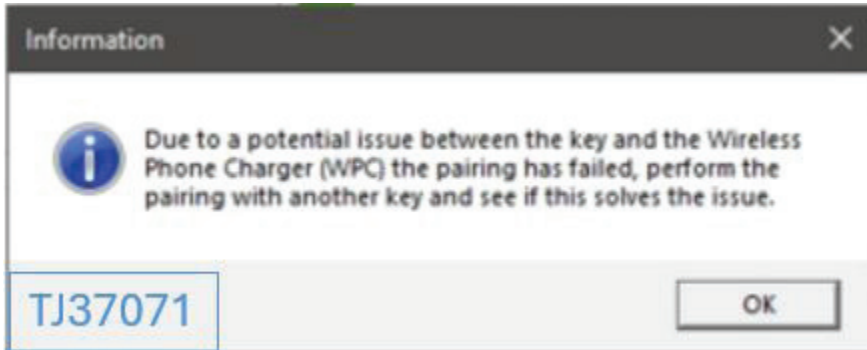 Information
Due to a potential issue between the key and the Wireless
Phone Charger (WPC) the pairing has failed, perform the
pairing with another key and see if this solves the issue.
TJ37071
OK